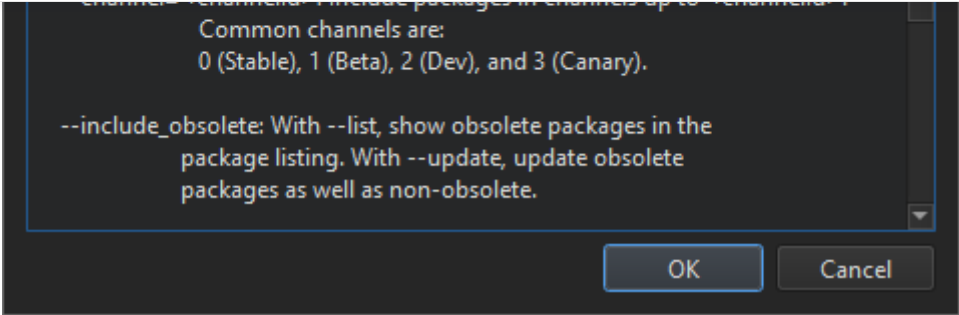 Common channels are:
0 (Stable), 1 (Beta), 2 (Dev), and 3 (Canary).
--include_obsolete: With --list, show obsolete packages in the
package listing. With --update, update obsolete
packages as well as non-obsolete.
OK
Cancel